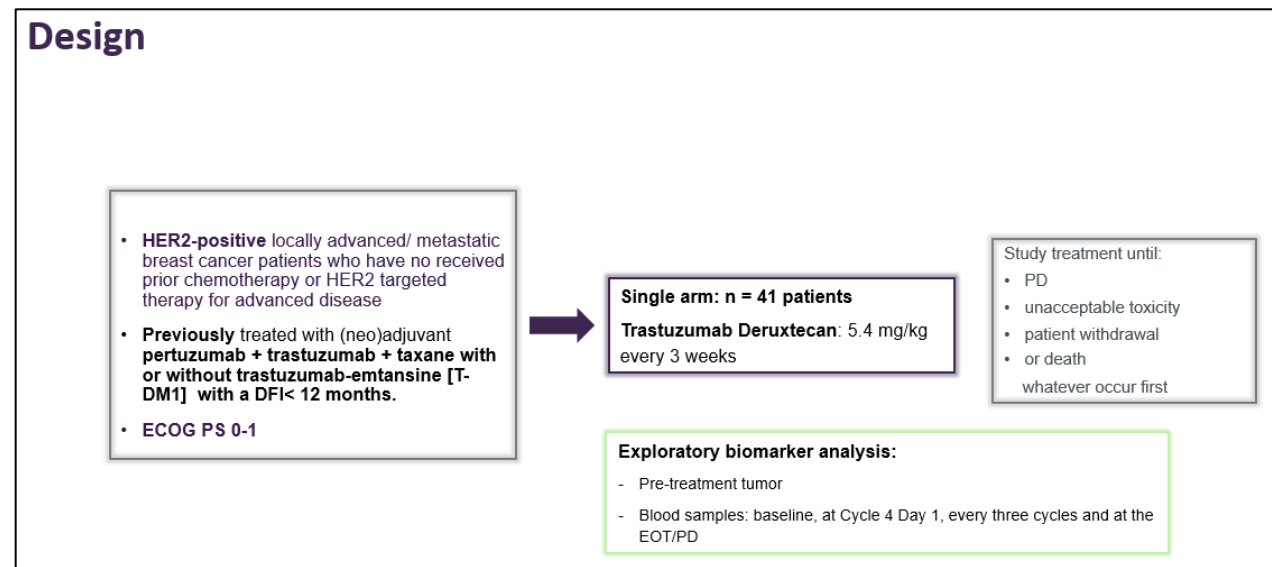 Design
• HER2-positive locally advanced/ metastatic
breast cancer patients who have no received
prior chemotherapy or HER2 targeted
therapy for advanced disease
• Previously treated with (neo)adjuvant
pertuzumab + trastuzumab + taxane with
or without trastuzumab-emtansine [T-
DM1] with a DFI< 12 months.
• ECOG PS 0-1
Single arm: n = 41 patients
Trastuzumab Deruxtecan: 5.4 mg/kg
every 3 weeks
Study treatment until:
• PD
• unacceptable toxicity
• patient withdrawal
• or death
whatever occur first
Exploratory biomarker analysis:
- Pre-treatment tumor
- Blood samples: baseline, at Cycle 4 Day 1, every three cycles and at the
EOT/PD